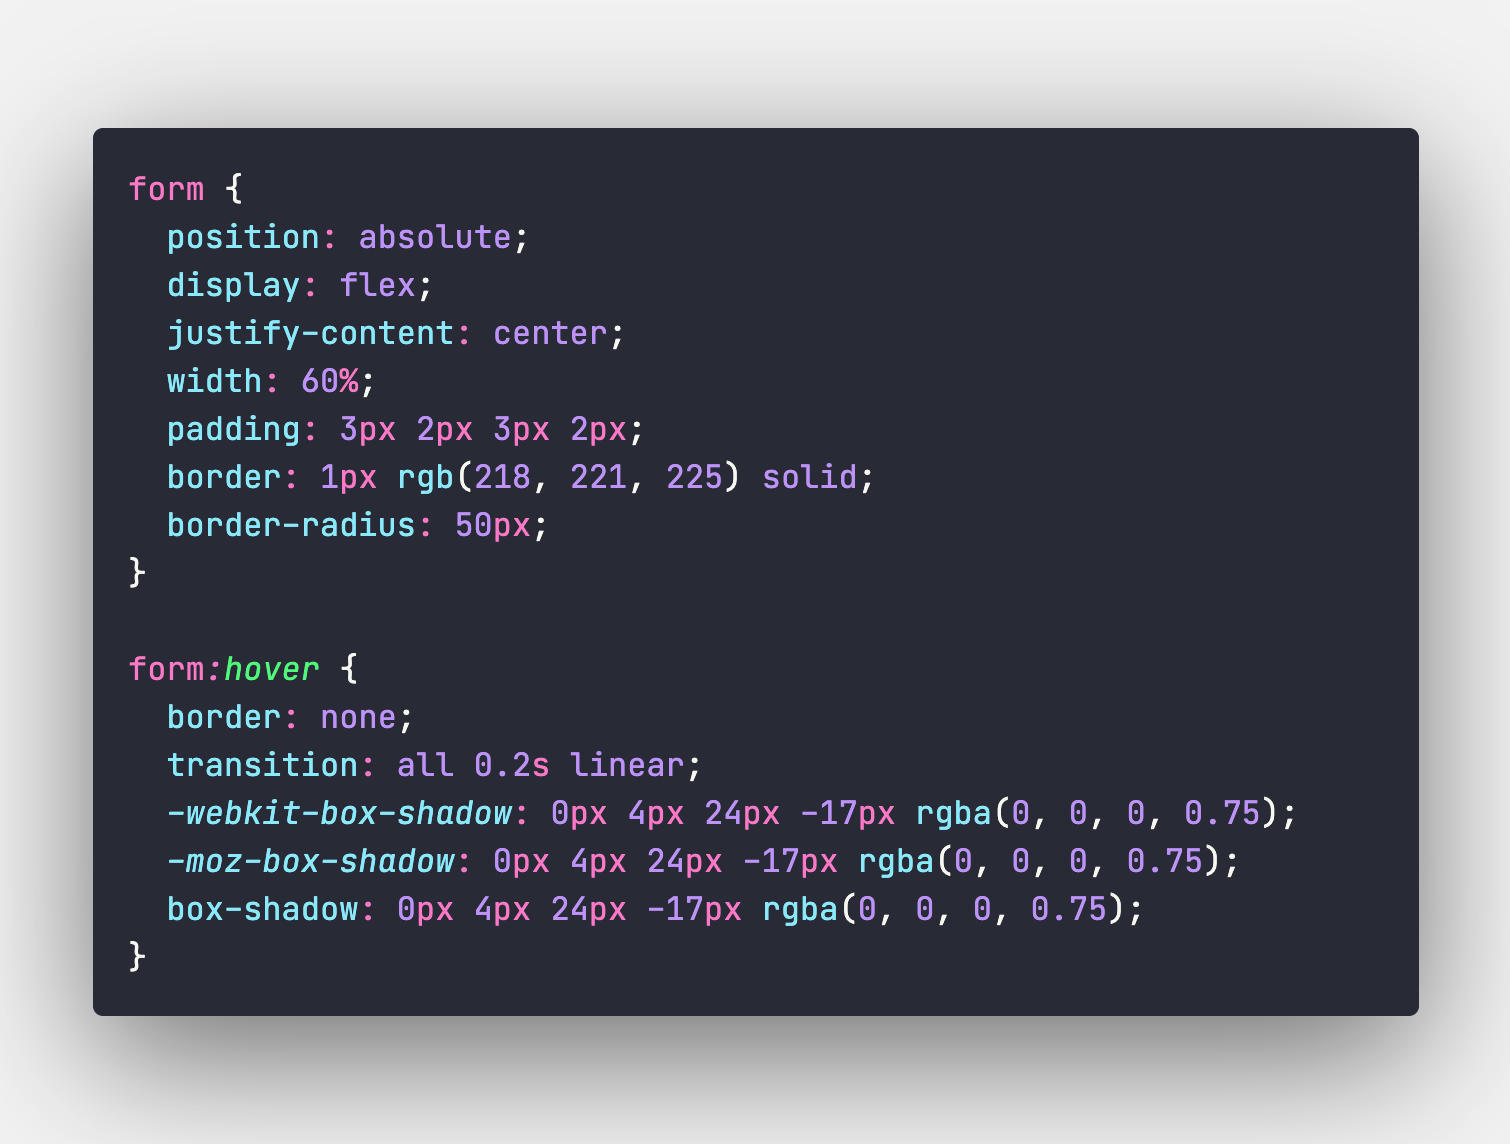 form {
  position: absolute;
  display: flex;
  justify-content: center;
  width: 60%;
  padding: 3px 2px 3px 2px;
  border: 1px rgb(218, 221, 225) solid;
  border-radius: 50px;
}

form:hover {
  border: none;
  transition: all 0.2s linear;
  -webkit-box-shadow: 0px 4px 24px -17px rgba(0, 0, 0, 0.75);
  -moz-box-shadow: 0px 4px 24px -17px rgba(0, 0, 0, 0.75);
  box-shadow: 0px 4px 24px -17px rgba(0, 0, 0, 0.75);
}